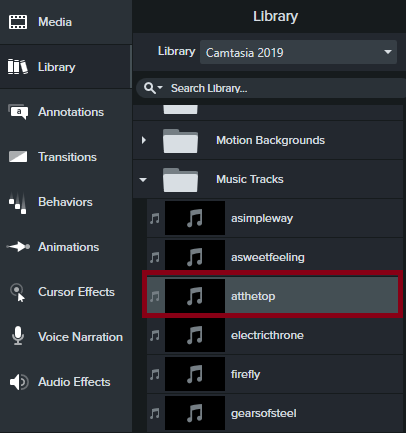 Media
Library
Annotations
a
Transitions
Behaviors
Animations
Cursor Effects
Voice Narration
Audio Effects
Library
Library
Camtasia 2019
Search Library...
Motion Backgrounds
Music Tracks
asimpleway
asweetfeeling
atthetop
electricthrone
firefly
gearsofsteel